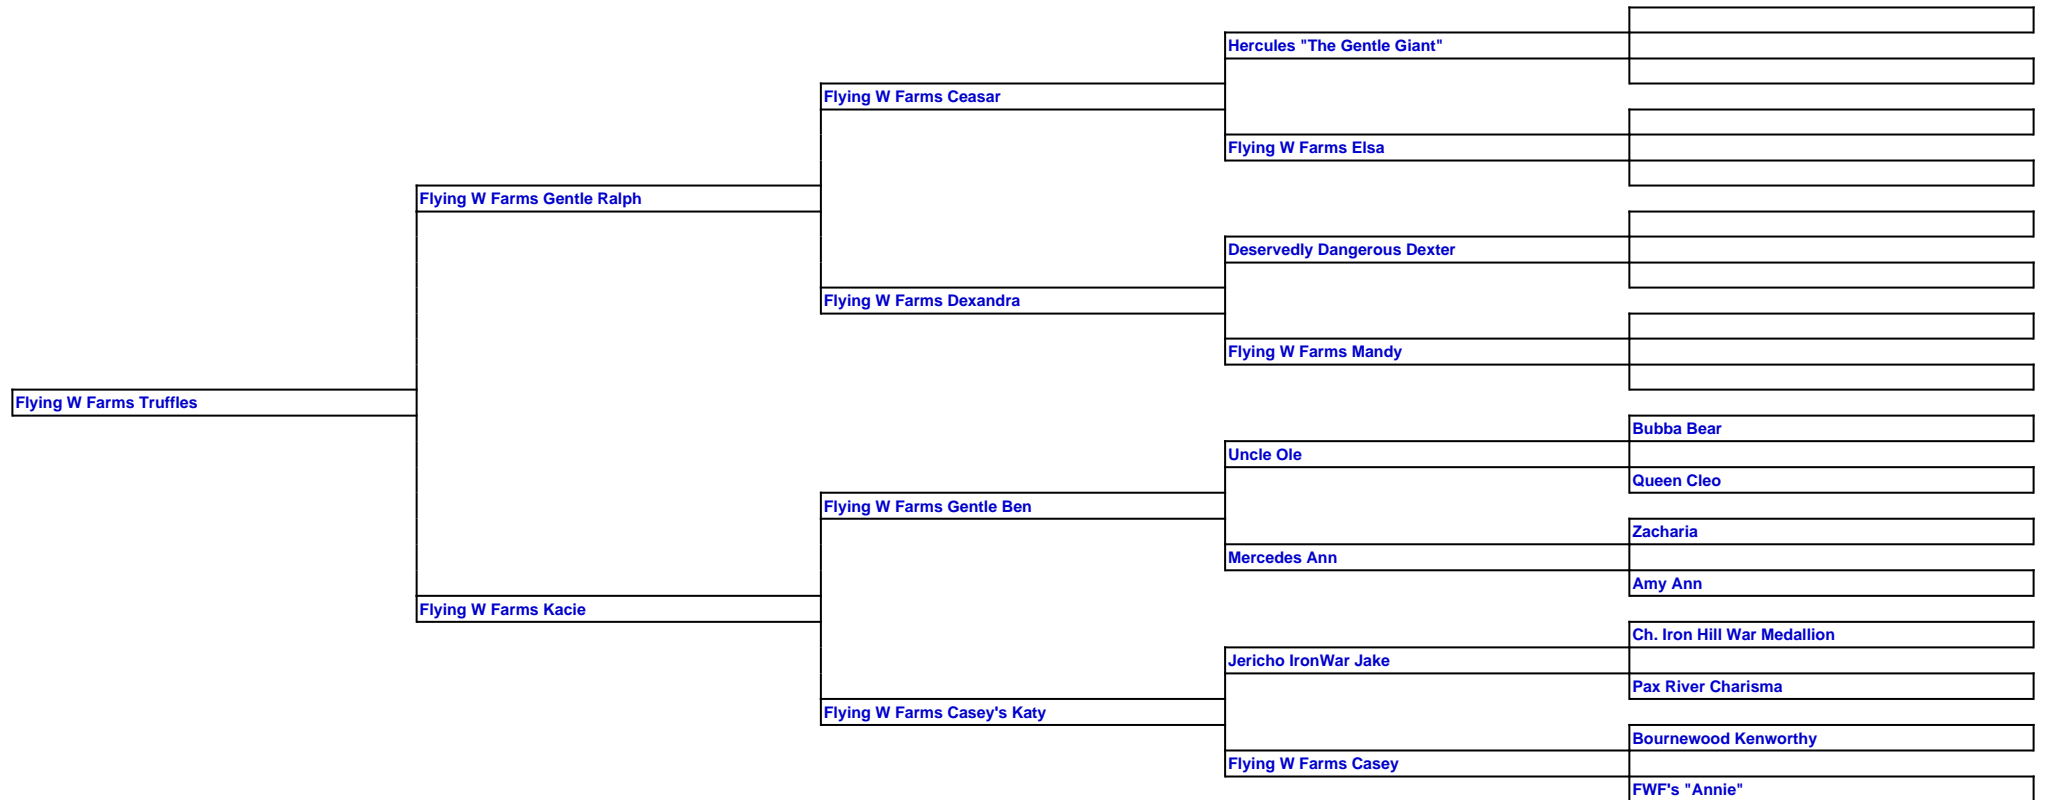 Hercules "The Gentle Giant"
Flying W Farms Ceasar
Flying W Farms Elsa
Flying W Farms Gentle Ralph
Deservedly Dangerous Dexter
Flying W Farms Dexandra
Flying W Farms Mandy
Flying W Farms Truffles
Bubba Bear
Uncle Ole
Queen Cleo
Flying W Farms Gentle Ben
Zacharia
Mercedes Ann
Amy Ann
Flying W Farms Kacie
Ch. Iron Hill War Medallion
Jericho IronWar Jake
Pax River Charisma
Flying W Farms Casey's Katy
Bournewood Kenworthy
Flying W Farms Casey
FWF's "Annie"